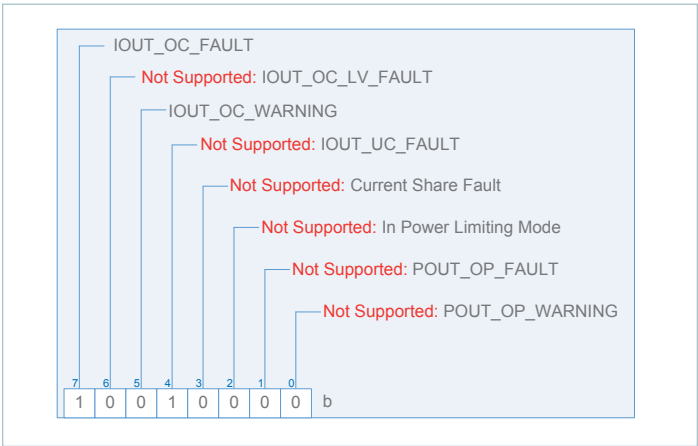 IOUT_OC_FAULT
Not Supported: IOUT_OC_LV_FAULT
IOUT_OC_WARNING
Not Supported: IOUT_UC_FAULT
Not Supported: Current Share Fault
Not Supported: In Power Limiting Mode
Not Supported: POUT_OP_FAULT
Not Supported: POUT_OP_WARNING
7 6 5 4 3 2 1 0
1 0 0 1 0 0 0 0 b